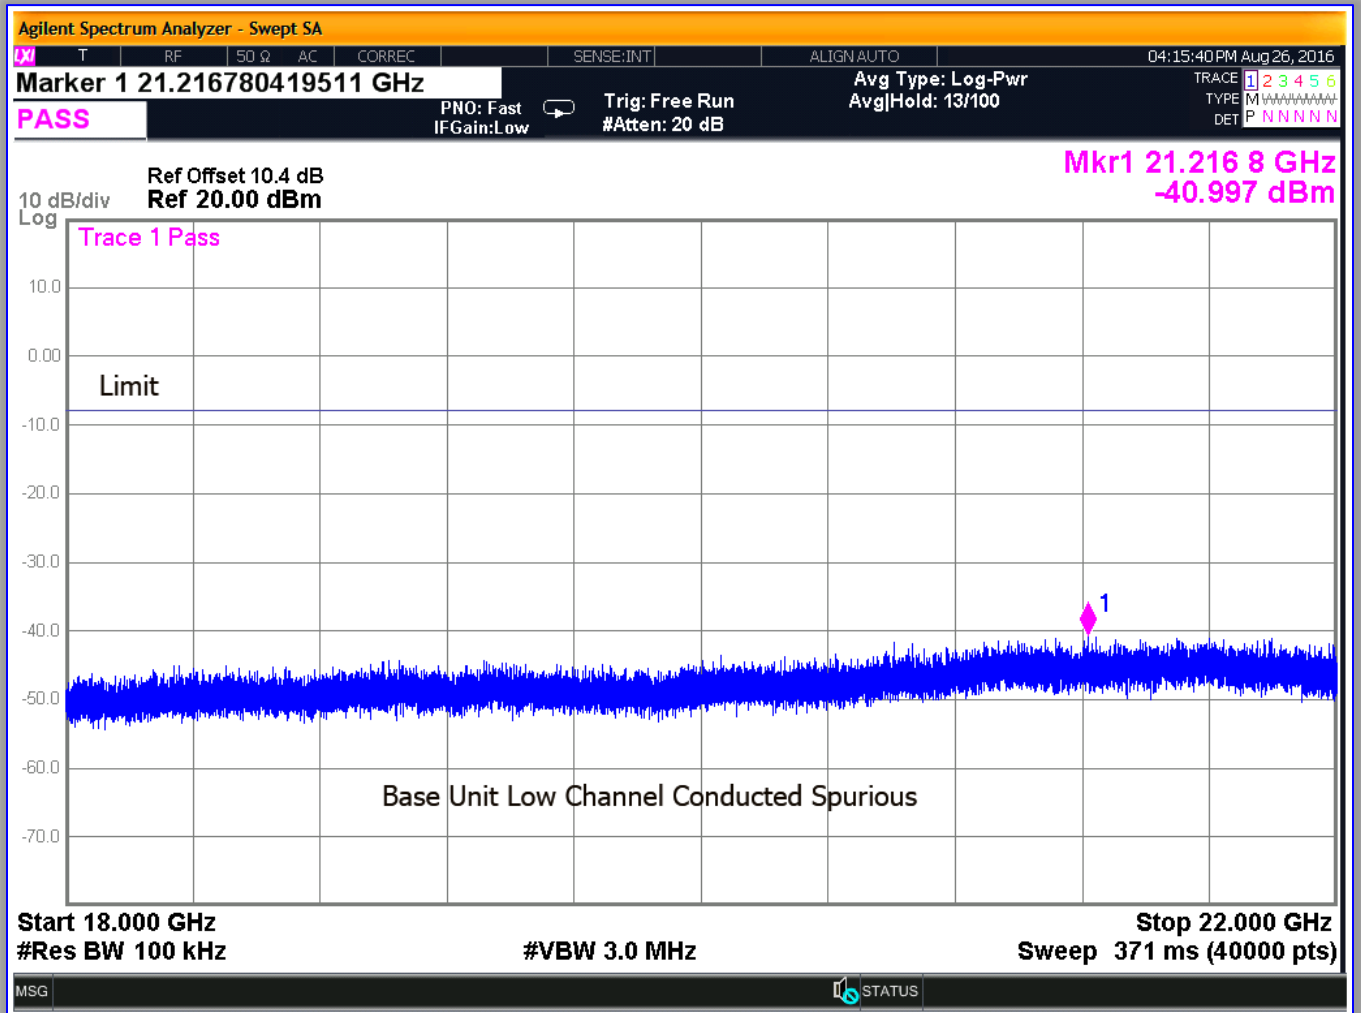 Agilent Spectrum Analyzer - Swept SA
LXI T RF 50 Ω AC CORREC SENSE:INT ALIGN AUTO 04:15:40 PM Aug 26, 2016
Marker 1 21.216780419511 GHz
PASS
PNO: Fast
IFGain:Low
Trig: Free Run
#Atten: 20 dB
Avg Type: Log-Pwr
Avg|Hold: 13/100
TRACE 1 2 3 4 5 6
TYPE M
DET P N N N N N
Mkr1 21.216 8 GHz
-40.997 dBm
Ref Offset 10.4 dB
10 dB/div Ref 20.00 dBm
Log
Trace 1 Pass
10.0
0.00
Limit
-10.0
-20.0
-30.0
1
-40.0
-50.0
-60.0
Base Unit Low Channel Conducted Spurious
-70.0
Start 18.000 GHz Stop 22.000 GHz
#Res BW 100 kHz #VBW 3.0 MHz Sweep 371 ms (40000 pts)
MSG STATUS